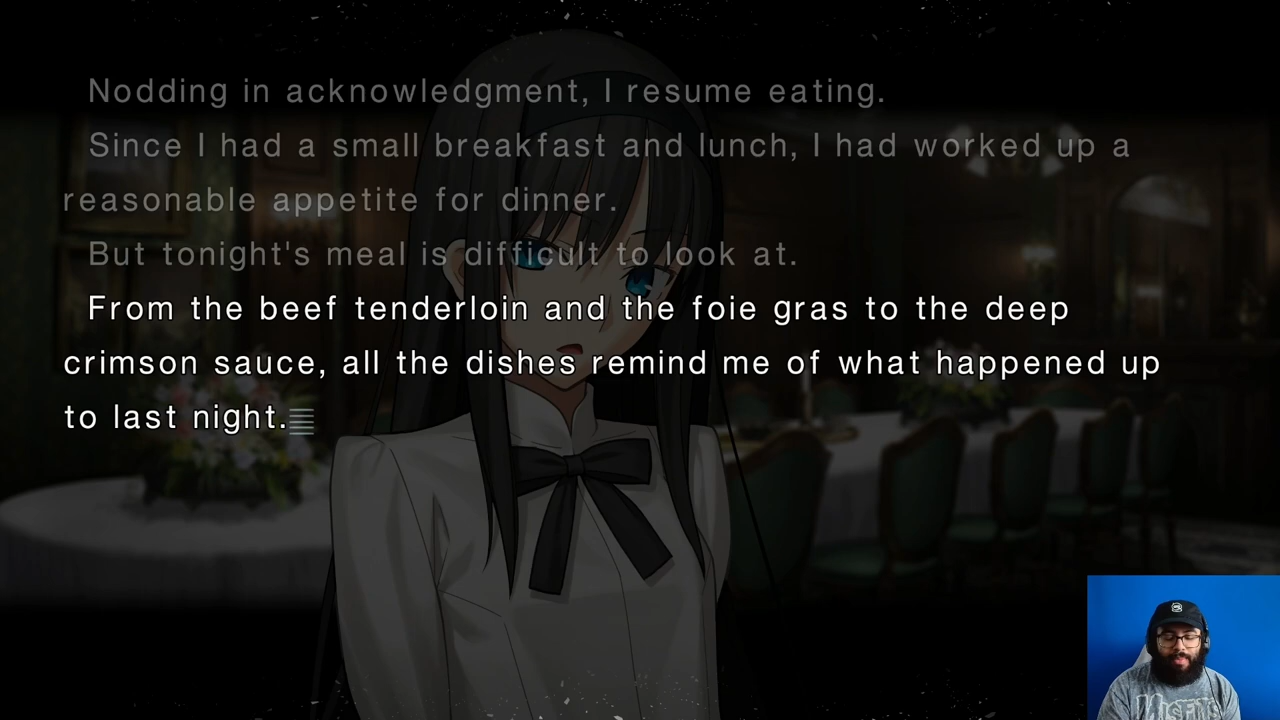 Nodding in acknowledgment, I resume eating.
Since I had a small breakfast and lunch, I had worked up a
reasonable appetite for dinner.
But tonight's meal is difficult to look at.
From the beef tenderloin and the foie gras to the deep
crimson sauce, all the dishes remind me of what happened up
to last night.
MISFITS